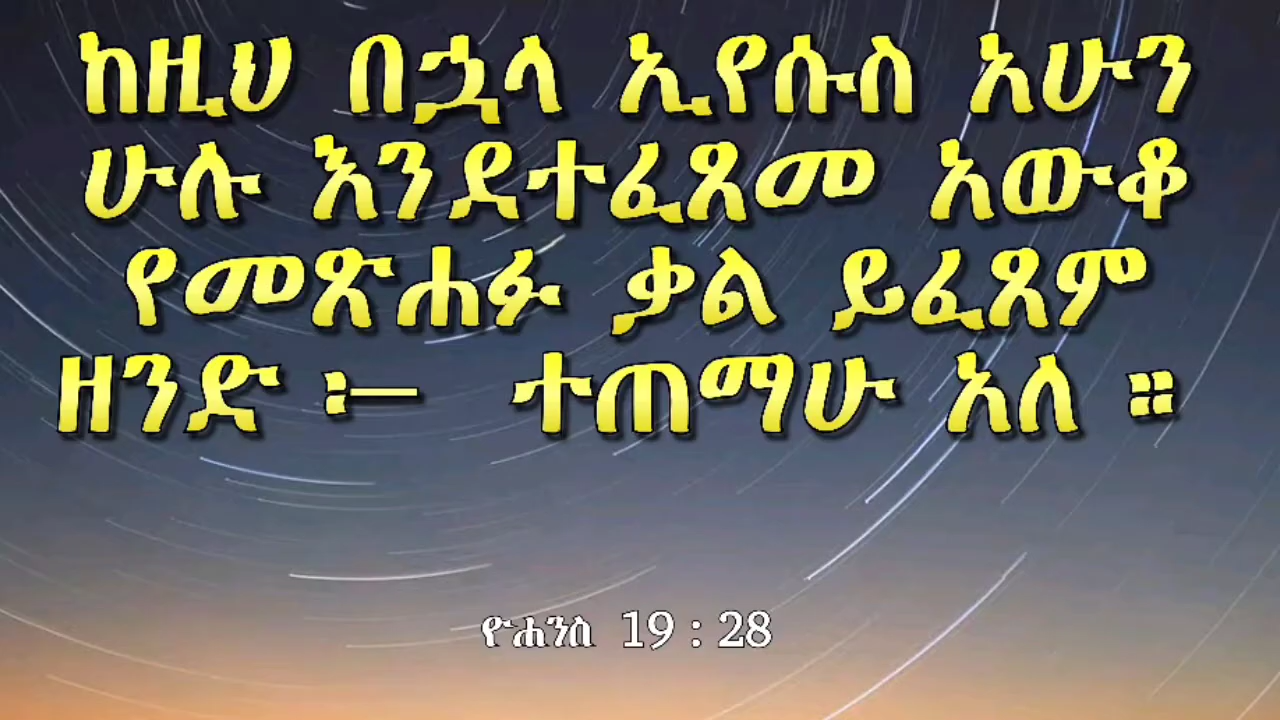 ከዚህ በኋላ ኢየሱስ አሁን
ሁሉ እንደተፈጸመ አውቆ
የመጽሐፉ ቃል ይፈጸም
ዘንድ ፦ ተጠማሁ አለ ።
ዮሐንስ 19 : 28